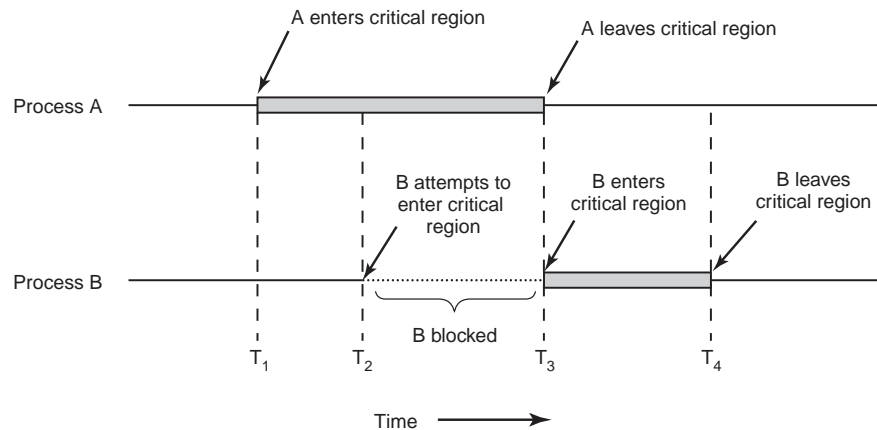 A enters critical region
A leaves critical region
Process A
B attempts to
enter critical
region
B enters
critical region
B leaves
critical region
Process B
B blocked
T1
T2
T3
T4
Time